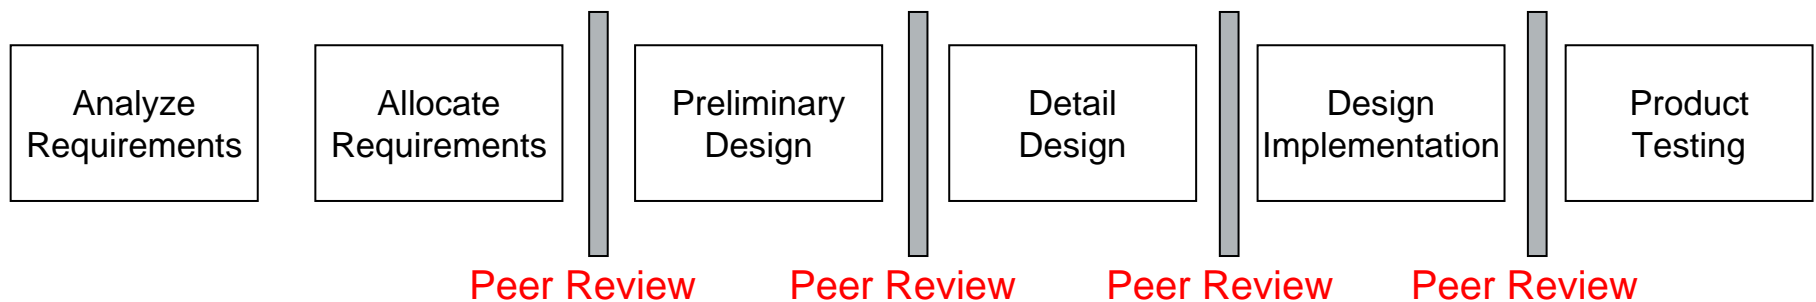 Analyze
Requirements
Allocate
Requirements
Preliminary
Design
Detail
Design
Design
Implementation
Product
Testing
Peer Review
Peer Review
Peer Review
Peer Review